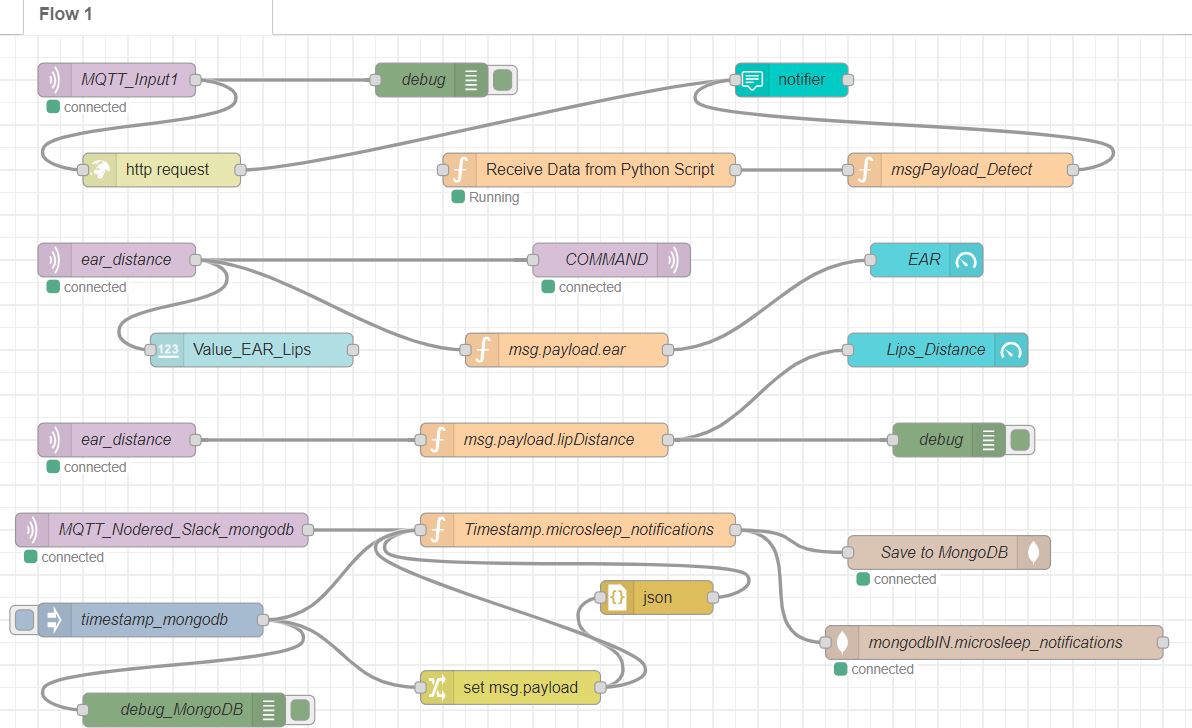 Flow 1
MQTT_Input1
debug
notifier
connected
http request
Receive Data from Python Script
msgPayload_Detect
Running
ear_distance
COMMAND
EAR
connected
connected
123
Value_EAR_Lips
msg.payload.ear
Lips_Distance
ear_distance
msg.payload.lipDistance
debug
connected
MQTT_Nodered_Slack_mongodb
Timestamp.microsleep_notifications
connected
Save to MongoDB
connected
{}
json
timestamp_mongodb
mongodbIN.microsleep_notifications
connected
set msg.payload
debug_MongoDB